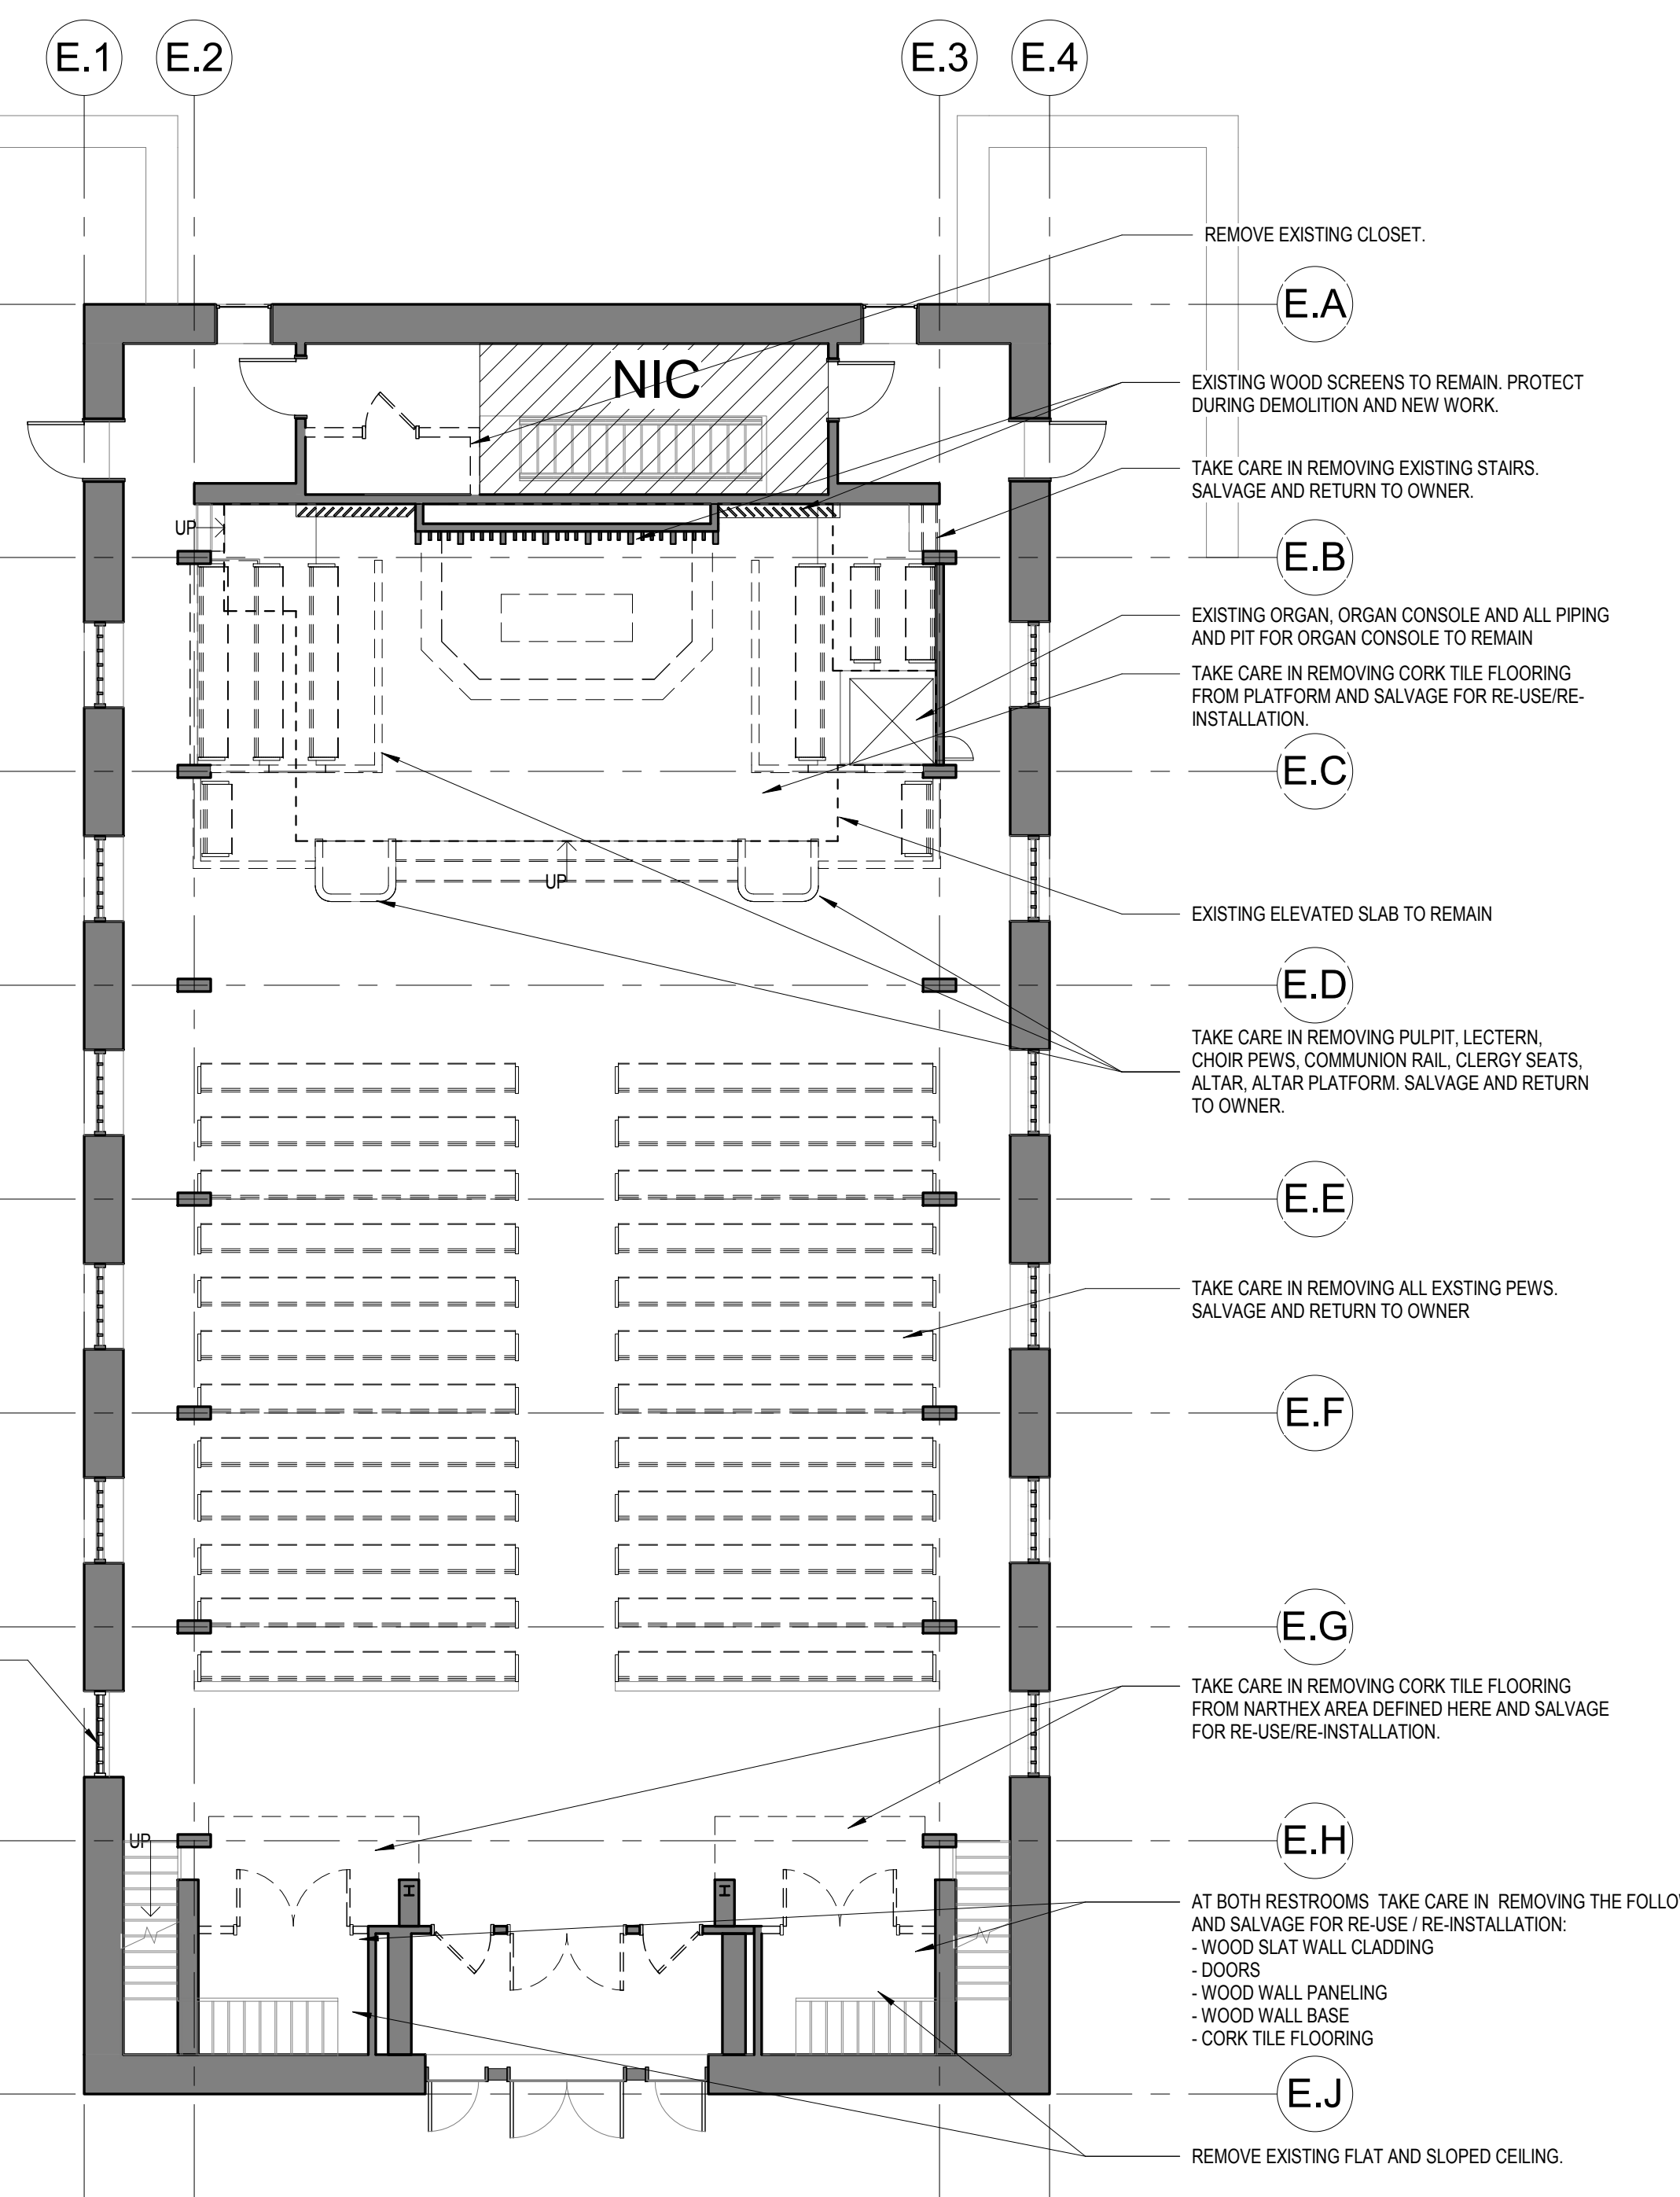 E.1 E.2 E.3 E.4
REMOVE EXISTING CLOSET.
E.A
NIC
EXISTING WOOD SCREENS TO REMAIN. PROTECT
DURING DEMOLITION AND NEW WORK.
TAKE CARE IN REMOVING EXISTING STAIRS.
SALVAGE AND RETURN TO OWNER.
UP
E.B
EXISTING ORGAN, ORGAN CONSOLE AND ALL PIPING
AND PIT FOR ORGAN CONSOLE TO REMAIN
TAKE CARE IN REMOVING CORK TILE FLOORING
FROM PLATFORM AND SALVAGE FOR RE-USE/RE-
INSTALLATION.
E.C
UP
EXISTING ELEVATED SLAB TO REMAIN
E.D
TAKE CARE IN REMOVING PULPIT, LECTERN,
CHOIR PEWS, COMMUNION RAIL, CLERGY SEATS,
ALTAR, ALTAR PLATFORM. SALVAGE AND RETURN
TO OWNER.
E.E
TAKE CARE IN REMOVING ALL EXSTING PEWS.
SALVAGE AND RETURN TO OWNER
E.F
E.G
TAKE CARE IN REMOVING CORK TILE FLOORING
FROM NARTHEX AREA DEFINED HERE AND SALVAGE
FOR RE-USE/RE-INSTALLATION.
UP
E.H
AT BOTH RESTROOMS TAKE CARE IN REMOVING THE
AND SALVAGE FOR RE-USE / RE-INSTALLATION:
- WOOD SLAT WALL CLADDING
- DOORS
- WOOD WALL PANELING
- WOOD WALL BASE
- CORK TILE FLOORING
E.J
REMOVE EXISTING FLAT AND SLOPED CEILING.